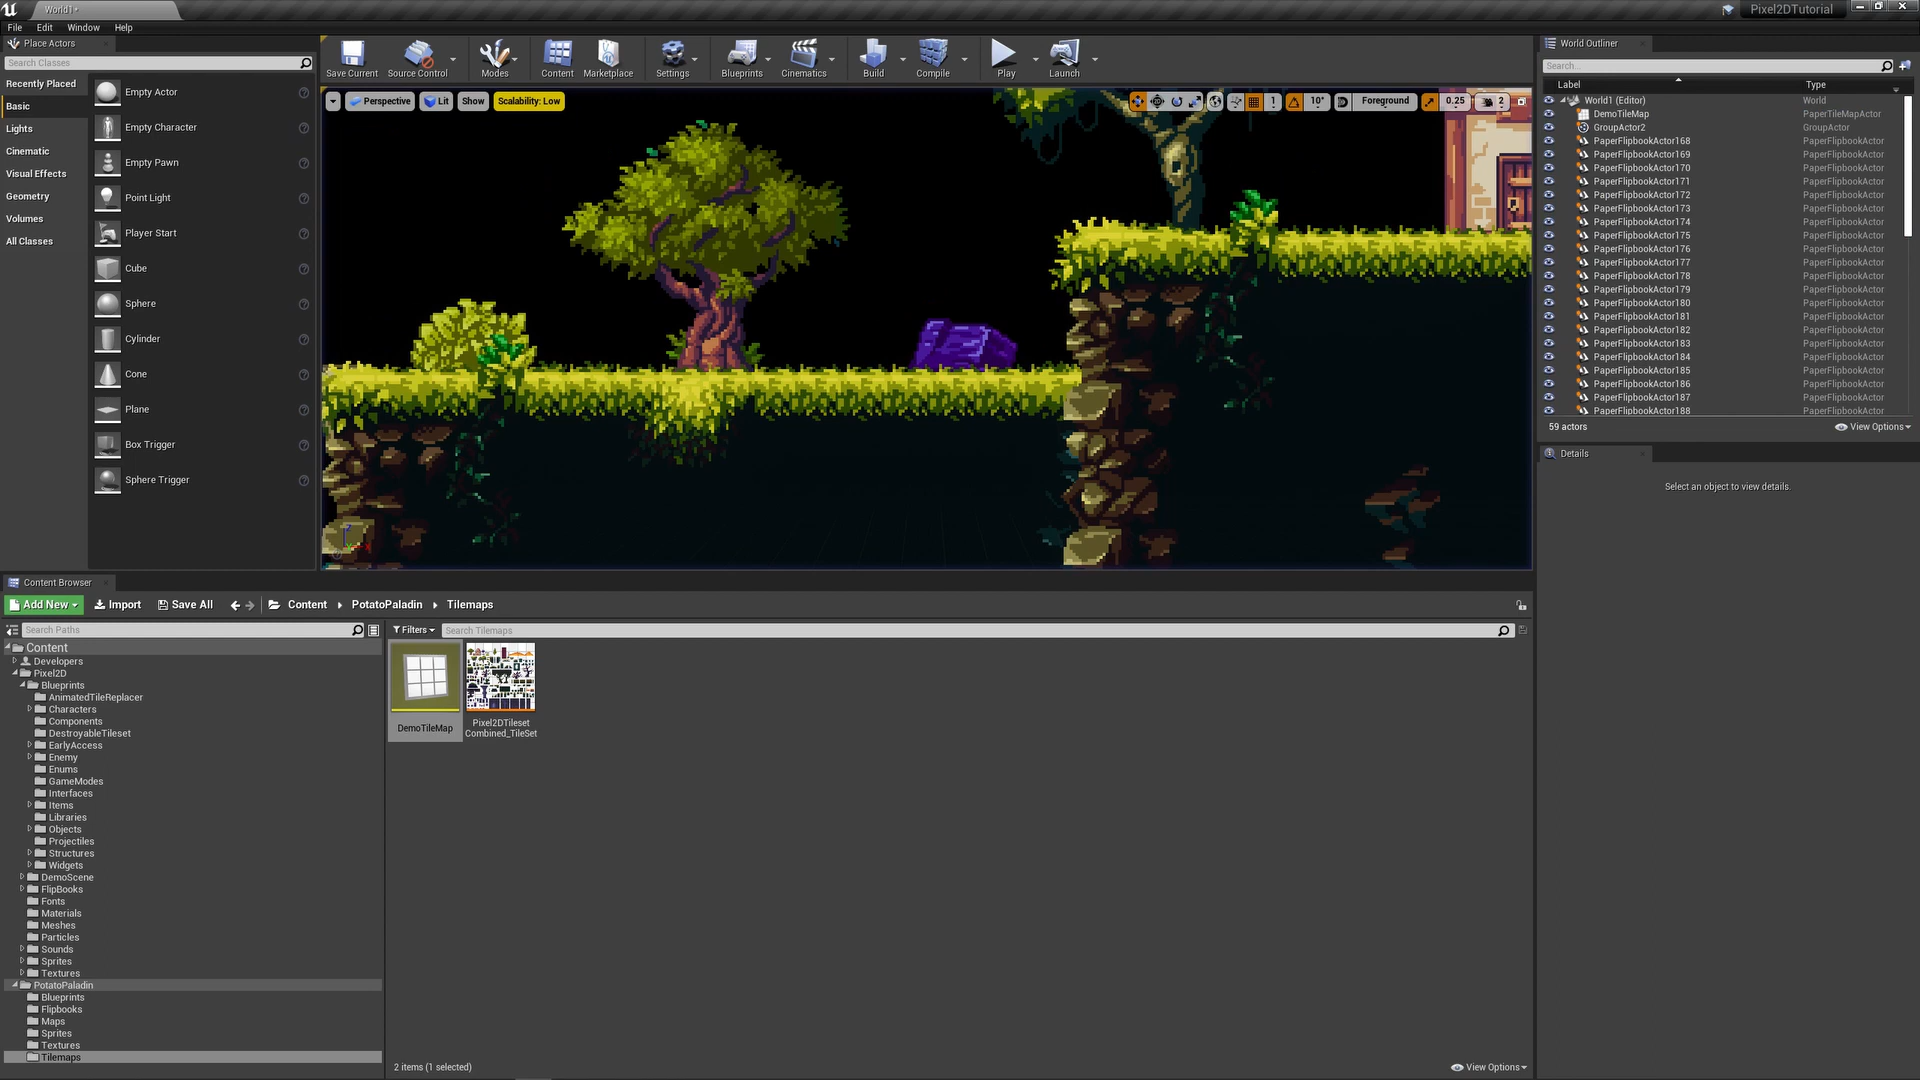 World1•
Pixel2DTutorial
File Edit Window Help
Place Actors
Search Classes
Recently Placed
Basic
Lights
Cinematic
Visual Effects
Geometry
Volumes
All Classes
Empty Actor
Empty Character
Empty Pawn
Point Light
Player Start
Cube
Sphere
Cylinder
Cone
Plane
Box Trigger
Sphere Trigger
Save Current Source Control Modes Content Marketplace Settings Blueprints Cinematics Build Compile Play Launch
Perspective Lit Show Scalability: Low 1 10° Foreground 0.25 2
World Outliner
Search...
Label Type
World1 (Editor) World
DemoTileMap PaperTileMapActor
GroupActor2 GroupActor
PaperFlipbookActor168 PaperFlipbookActor
PaperFlipbookActor169 PaperFlipbookActor
PaperFlipbookActor170 PaperFlipbookActor
PaperFlipbookActor171 PaperFlipbookActor
PaperFlipbookActor172 PaperFlipbookActor
PaperFlipbookActor173 PaperFlipbookActor
PaperFlipbookActor174 PaperFlipbookActor
PaperFlipbookActor175 PaperFlipbookActor
PaperFlipbookActor176 PaperFlipbookActor
PaperFlipbookActor177 PaperFlipbookActor
PaperFlipbookActor178 PaperFlipbookActor
PaperFlipbookActor179 PaperFlipbookActor
PaperFlipbookActor180 PaperFlipbookActor
PaperFlipbookActor181 PaperFlipbookActor
PaperFlipbookActor182 PaperFlipbookActor
PaperFlipbookActor183 PaperFlipbookActor
PaperFlipbookActor184 PaperFlipbookActor
PaperFlipbookActor185 PaperFlipbookActor
PaperFlipbookActor186 PaperFlipbookActor
PaperFlipbookActor187 PaperFlipbookActor
PaperFlipbookActor188 PaperFlipbookActor
59 actors View Options
Details
Select an object to view details.
Content Browser
Add New Import Save All Content PotatoPaladin Tilemaps
Search Paths
Filters Search Tilemaps
Content
Developers
Pixel2D
Blueprints
AnimatedTileReplacer
Characters
Components
DestroyableTileset
EarlyAccess
Enemy
Enums
GameModes
Interfaces
Items
Libraries
Objects
Projectiles
Structures
Widgets
DemoScene
FlipBooks
Fonts
Materials
Meshes
Particles
Sounds
Sprites
Textures
PotatoPaladin
Blueprints
Flipbooks
Maps
Sprites
Textures
Tilemaps
DemoTileMap
Pixel2DTileset
Combined_TileSet
2 items (1 selected) View Options